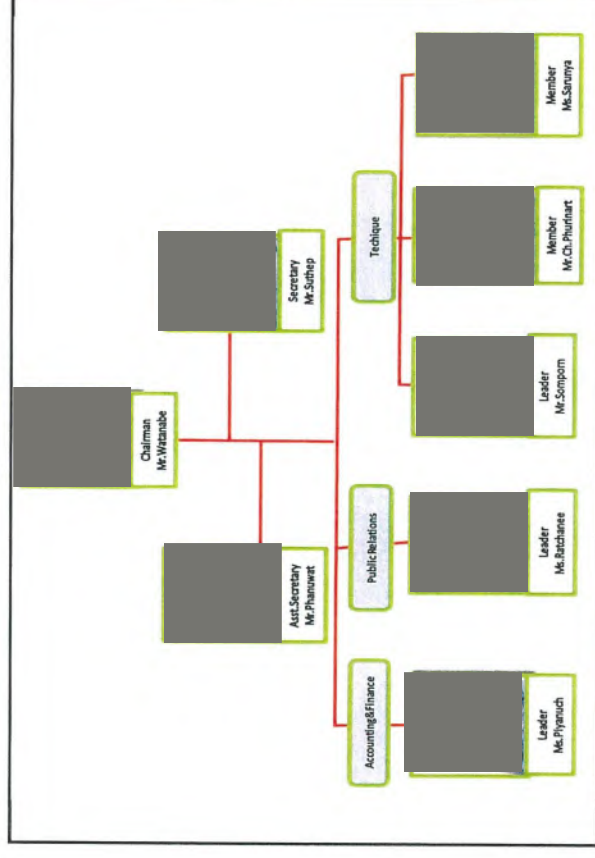 Chairman
Mr.Watanabe
Asst.Secretary
Mr.Phanuwat
Secretary
Mr.Suthep
Accounting&Finance
Public Relations
Techique
Leader
Ms.Piyanuch
Leader
Ms.Ratchanee
Leader
Mr.Somporn
Member
Mr.Ch.Phurinart
Member
Ms.Sarunya